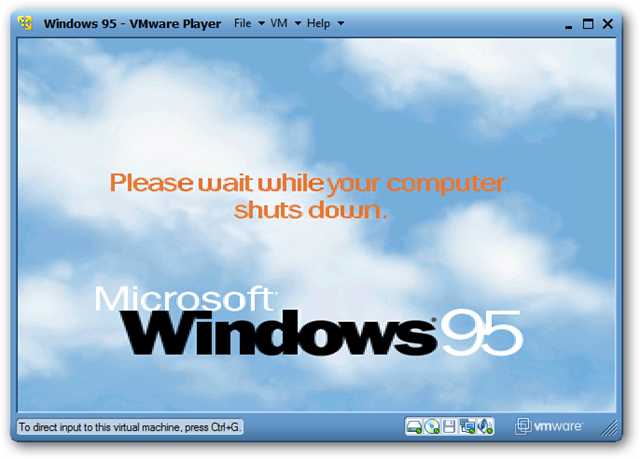 Windows 95 - VMware Player File VM Help
Please wait while your computer
shuts down.
Microsoft
Windows® 95
To direct input to this virtual machine, press Ctrl+G.
vmware